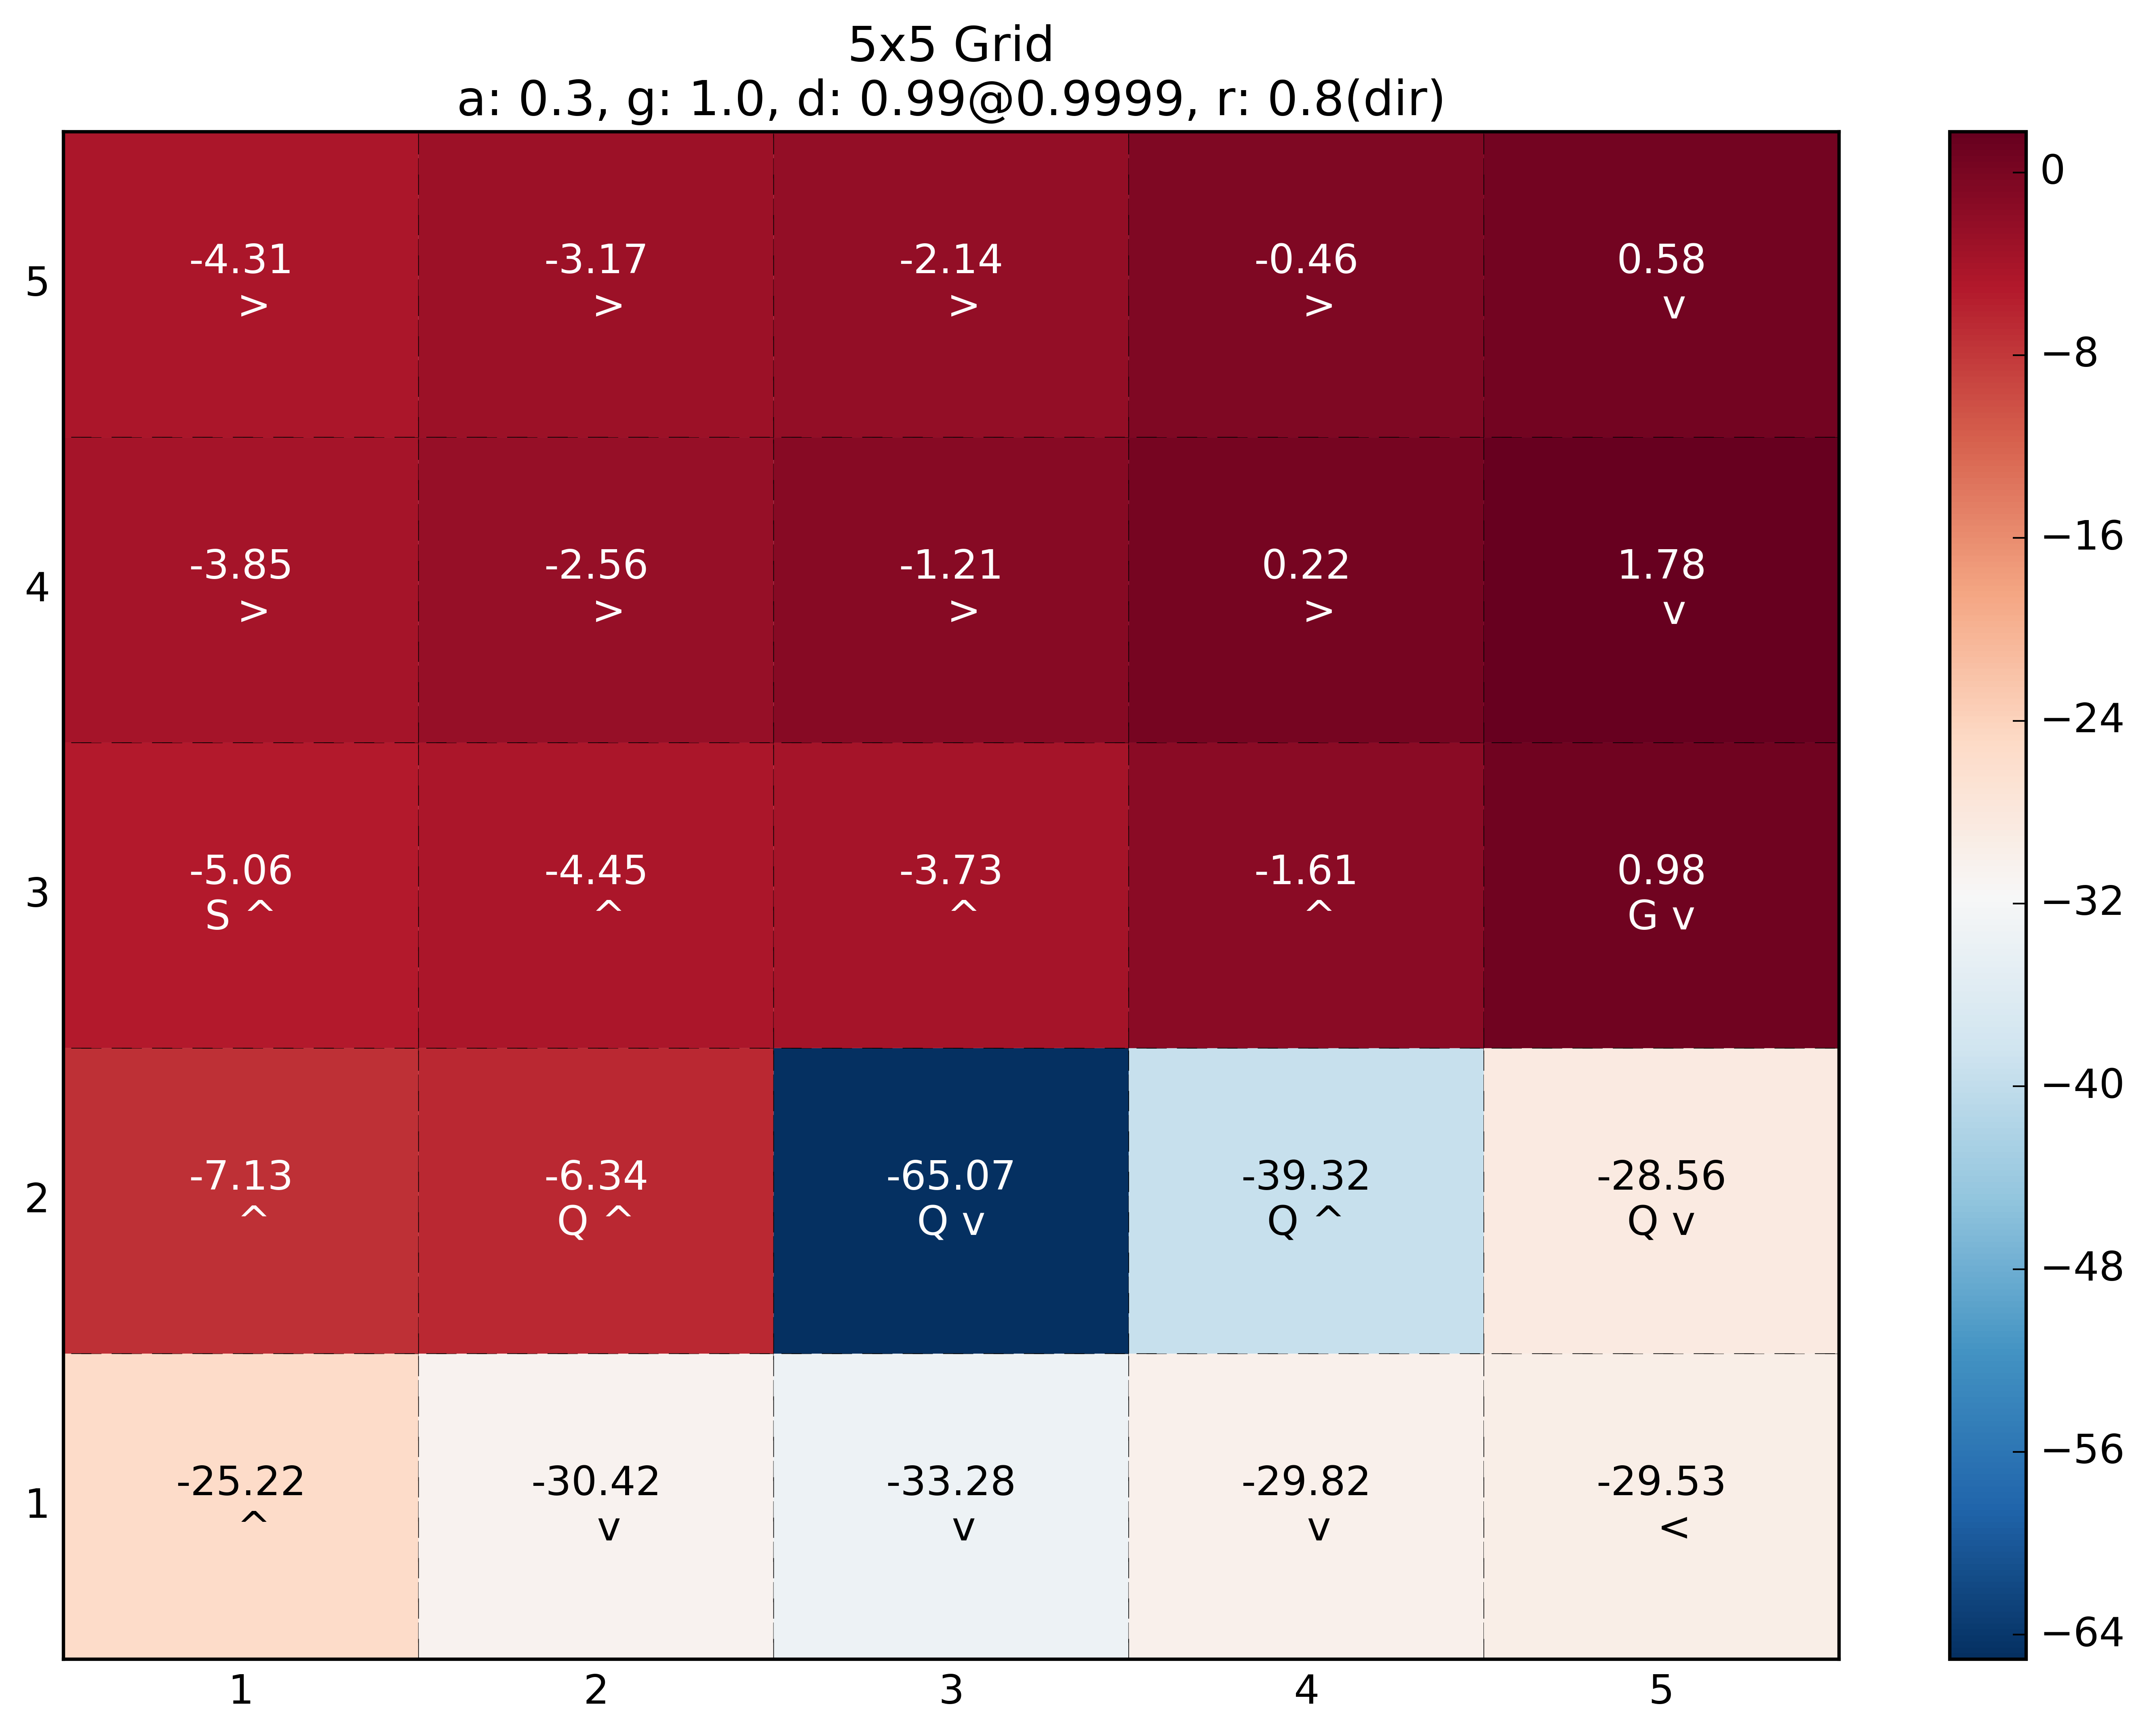 5x5 Grid
a: 0.3, g: 1.0, d: 0.99@0.9999, r: 0.8(dir)
5 -4.31 -3.17 -2.14 -0.46 0.58
> > > > v
4 -3.85 -2.56 -1.21 0.22 1.78
> > > > v
3 -5.06 -4.45 -3.73 -1.61 0.98
S ^ ^ ^ ^ G v
2 -7.13 -6.34 -65.07 -39.32 -28.56
^ Q ^ Q v Q ^ Q v
1 -25.22 -30.42 -33.28 -29.82 -29.53
^ v v v <
1 2 3 4 5
0
−8
−16
−24
−32
−40
−48
−56
−64